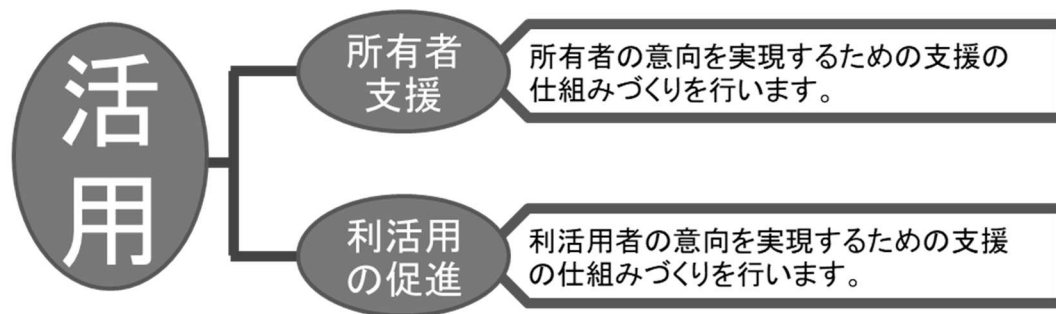 活
用
所有者
支援
所有者の意向を実現するための支援の
仕組みづくりを行います。
利活用
の促進
利活用者の意向を実現するための支援
の仕組みづくりを行います。